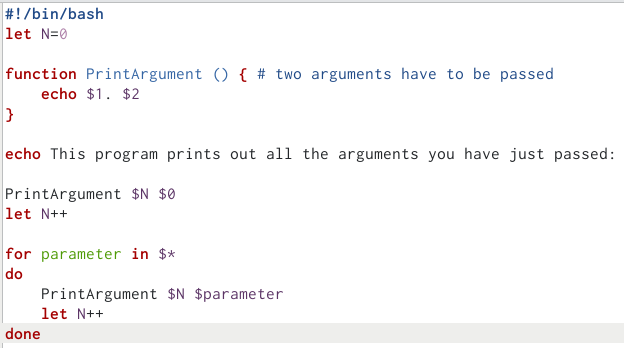 #!/bin/bash
let N=0
function PrintArgument () { # two arguments have to be passed
echo $1. $2
}
echo This program prints out all the arguments you have just passed:
PrintArgument $N $0
let N++
for parameter in $*
do
PrintArgument $N $parameter
let N++
done